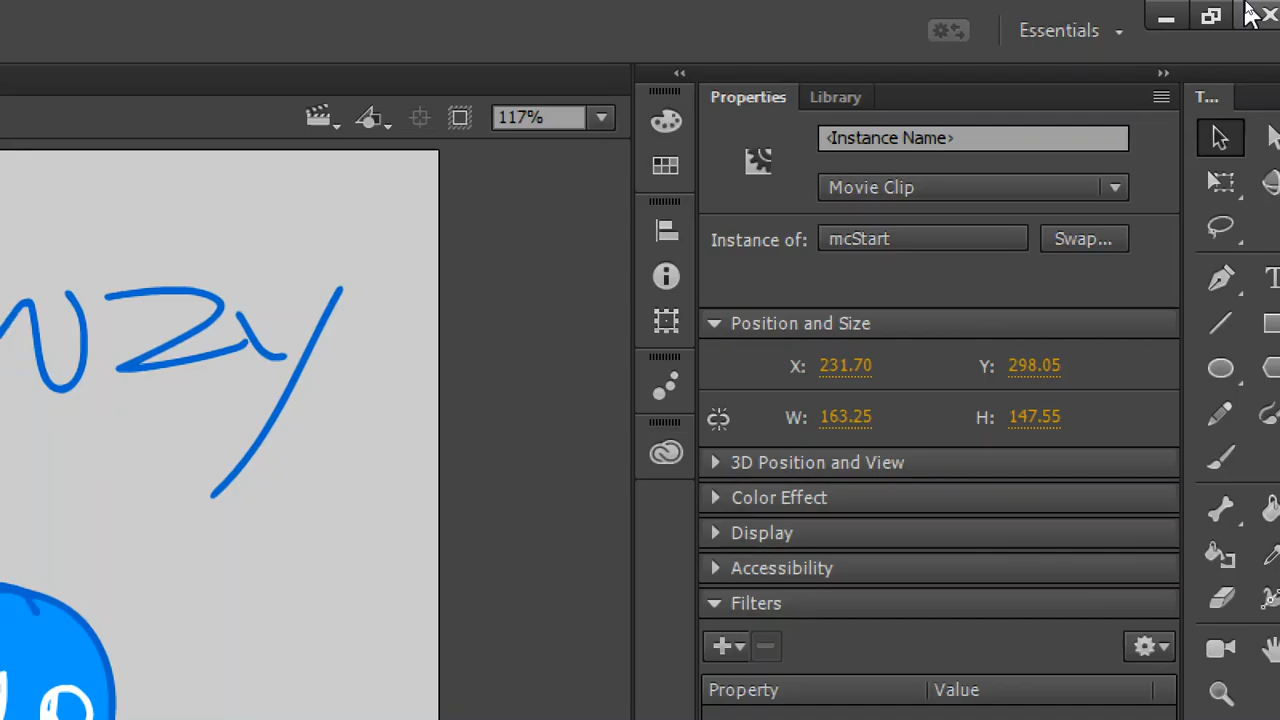 Essentials
117%
Properties Library T...
<Instance Name>
Movie Clip
Instance of: mcStart Swap...
Position and Size
X: 231.70 Y: 298.05
W: 163.25 H: 147.55
3D Position and View
Color Effect
Display
Accessibility
Filters
Property Value
NZY